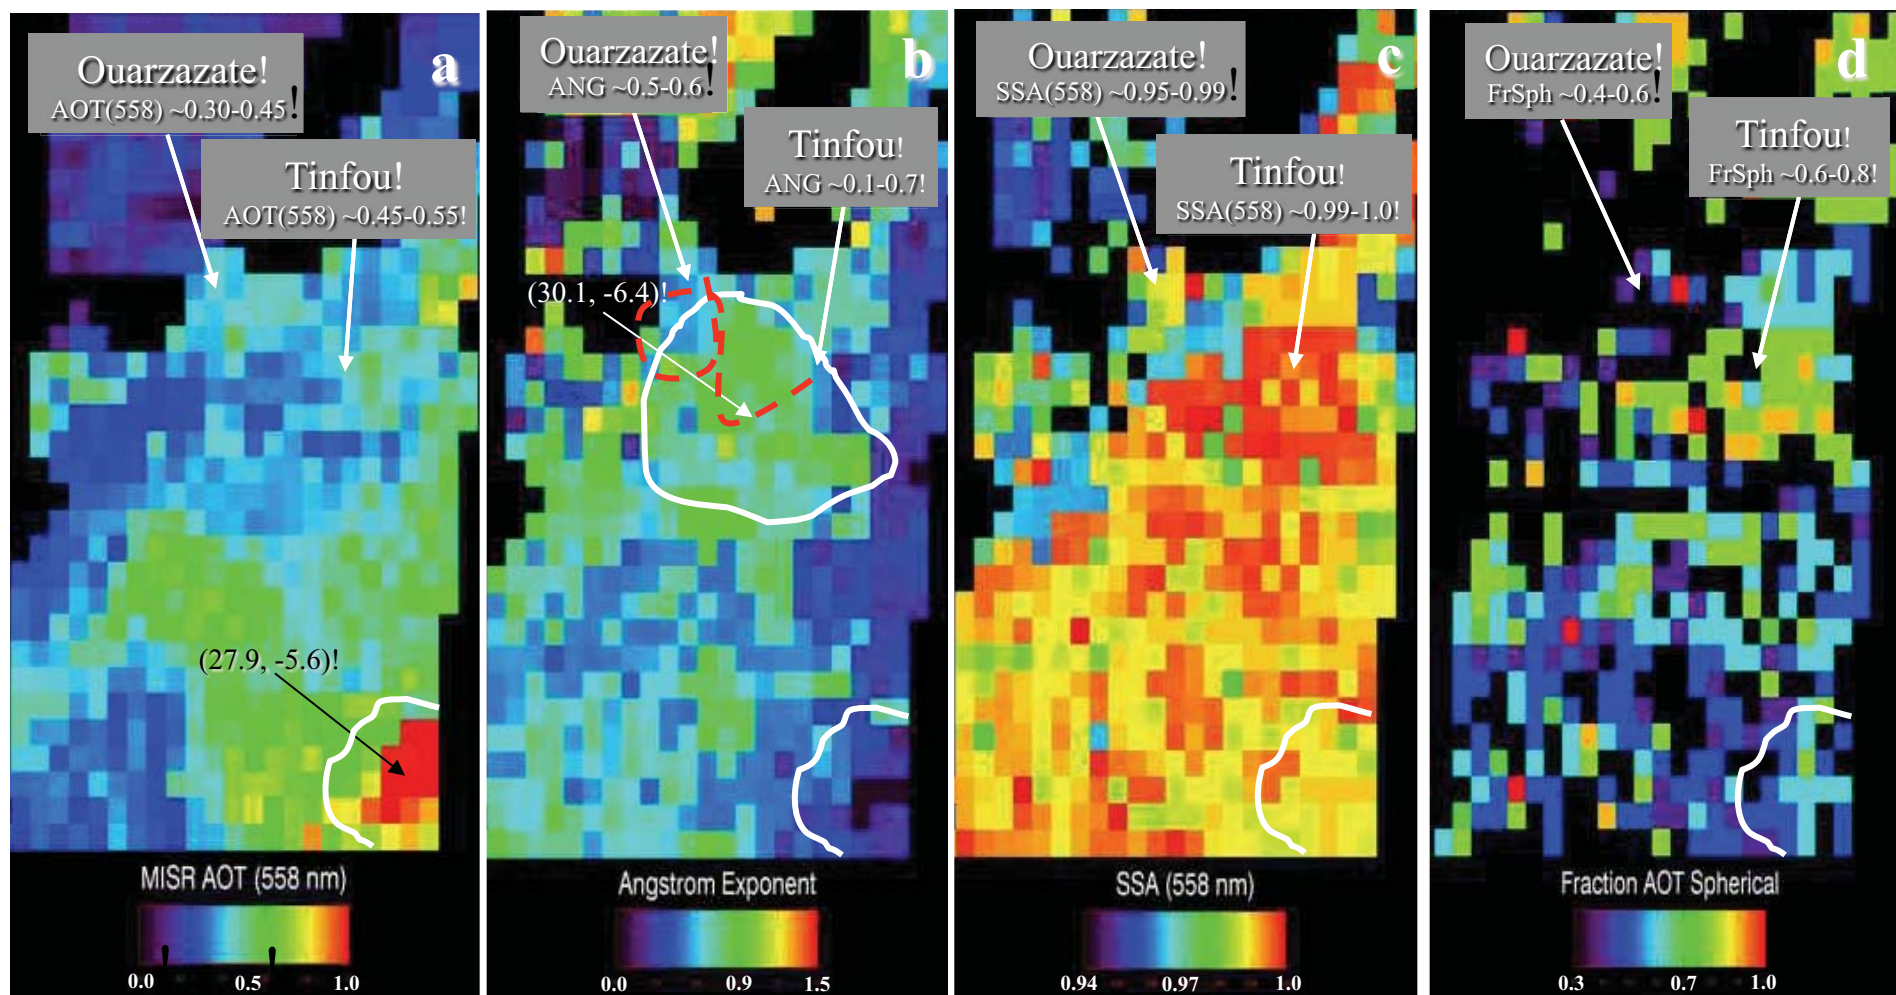 a
Ouarzazate!
AOT(558) ~0.30-0.45!
Tinfou!
AOT(558) ~0.45-0.55!
(27.9, -5.6)!
MISR AOT (558 nm)
0.0 0.5 1.0
b
Ouarzazate!
ANG ~0.5-0.6!
Tinfou!
ANG ~0.1-0.7!
(30.1, -6.4)!
Angstrom Exponent
0.0 0.9 1.5
c
Ouarzazate!
SSA(558) ~0.95-0.99!
Tinfou!
SSA(558) ~0.99-1.0!
SSA (558 nm)
0.94 0.97 1.0
d
Ouarzazate!
FrSph ~0.4-0.6!
Tinfou!
FrSph ~0.6-0.8!
Fraction AOT Spherical
0.3 0.7 1.0